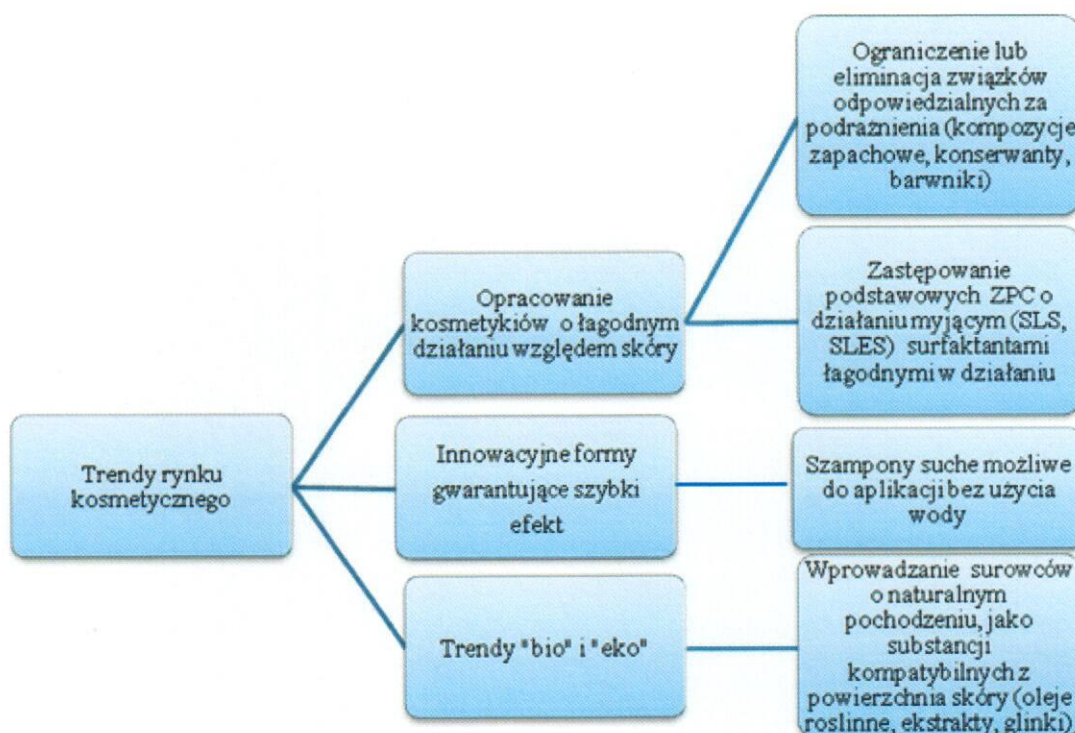 Trendy rynku
kosmetycznego
Opracowanie
kosmetykiów o łagodnym
działaniu względem skóry
Innowacyjne formy
gwarantujące szybki
efekt
Trendy "bio" i "eko"
Ograniczenie lub
eliminacja związków
odpowiedzialnych za
podrażnienia (kompozycje
zapachowe, konserwanty,
barwniki)
Zastępowanie
podstawowych ZPC o
działaniu myjącym (SLS,
SLES) surfaktantami
łagodnymi w działaniu
Szampony suche możliwe
do aplikacji bez użycia
wody
Wprowadzanie surowców
o naturalnym
pochodzeniu, jako
substancji
kompatybilnych z
powierzchnia skóry (oleje
roślinne, ekstrakty, glinki)